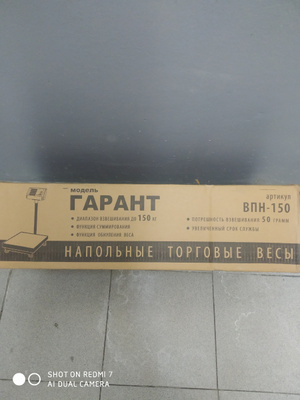 модель
ГАРАНТ
артикул
ВПН-150
• ДИАПАЗОН ВЗВЕШИВАНИЯ ДО 150 КГ
• ФУНКЦИЯ СУММИРОВАНИЯ
• ФУНКЦИЯ ОБНУЛЕНИЯ ВЕСА
• ПОГРЕШНОСТЬ ВЗВЕШИВАНИЯ 50 ГРАММ
• УВЕЛИЧЕННЫЙ СРОК СЛУЖБЫ
НАПОЛЬНЫЕ ТОРГОВЫЕ ВЕСЫ
SHOT ON REDMI 7
AI DUAL CAMERA